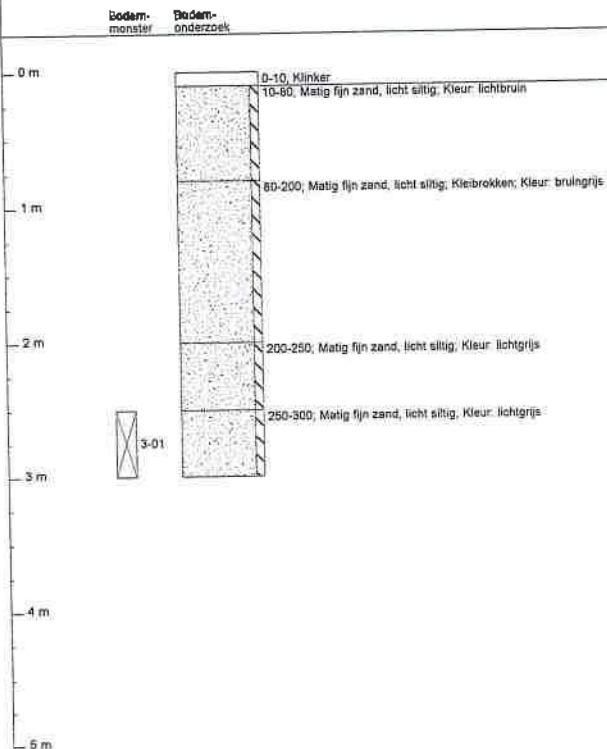 Bodem- Bodem-
monster onderzoek
0 m
0-10, Klinker
10-80, Matig fijn zand, licht siltig; Kleur: lichtbruin
80-200; Matig fijn zand, licht siltig; Kleibrokken; Kleur: bruingrijs
1 m
2 m
200-250; Matig fijn zand, licht siltig; Kleur: lichtgrijs
250-300; Matig fijn zand, licht siltig, Kleur: lichtgrijs
3-01
3 m
4 m
5 m